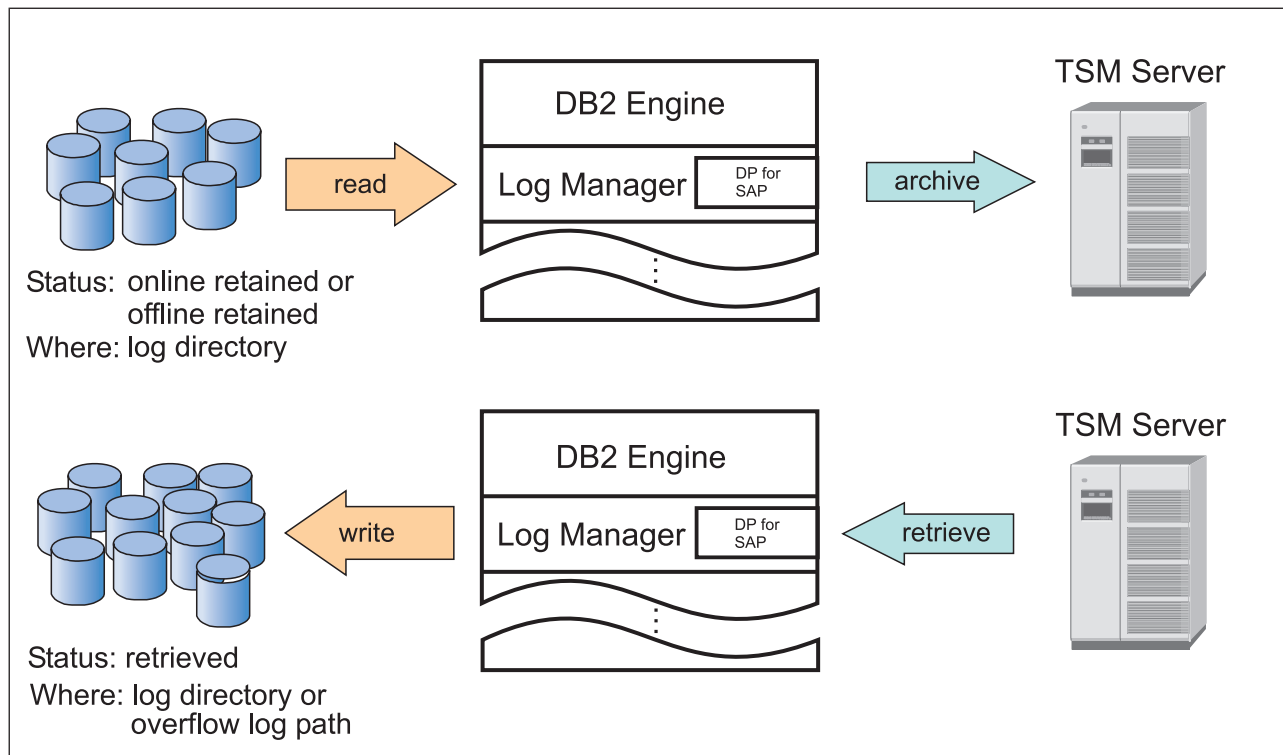 TSM Server
DB2 Engine
read
Log Manager
DP for
SAP
archive
Status: online retained or
offline retained
Where: log directory
TSM Server
DB2 Engine
write
Log Manager
DP for
SAP
retrieve
Status: retrieved
Where: log directory or
overflow log path